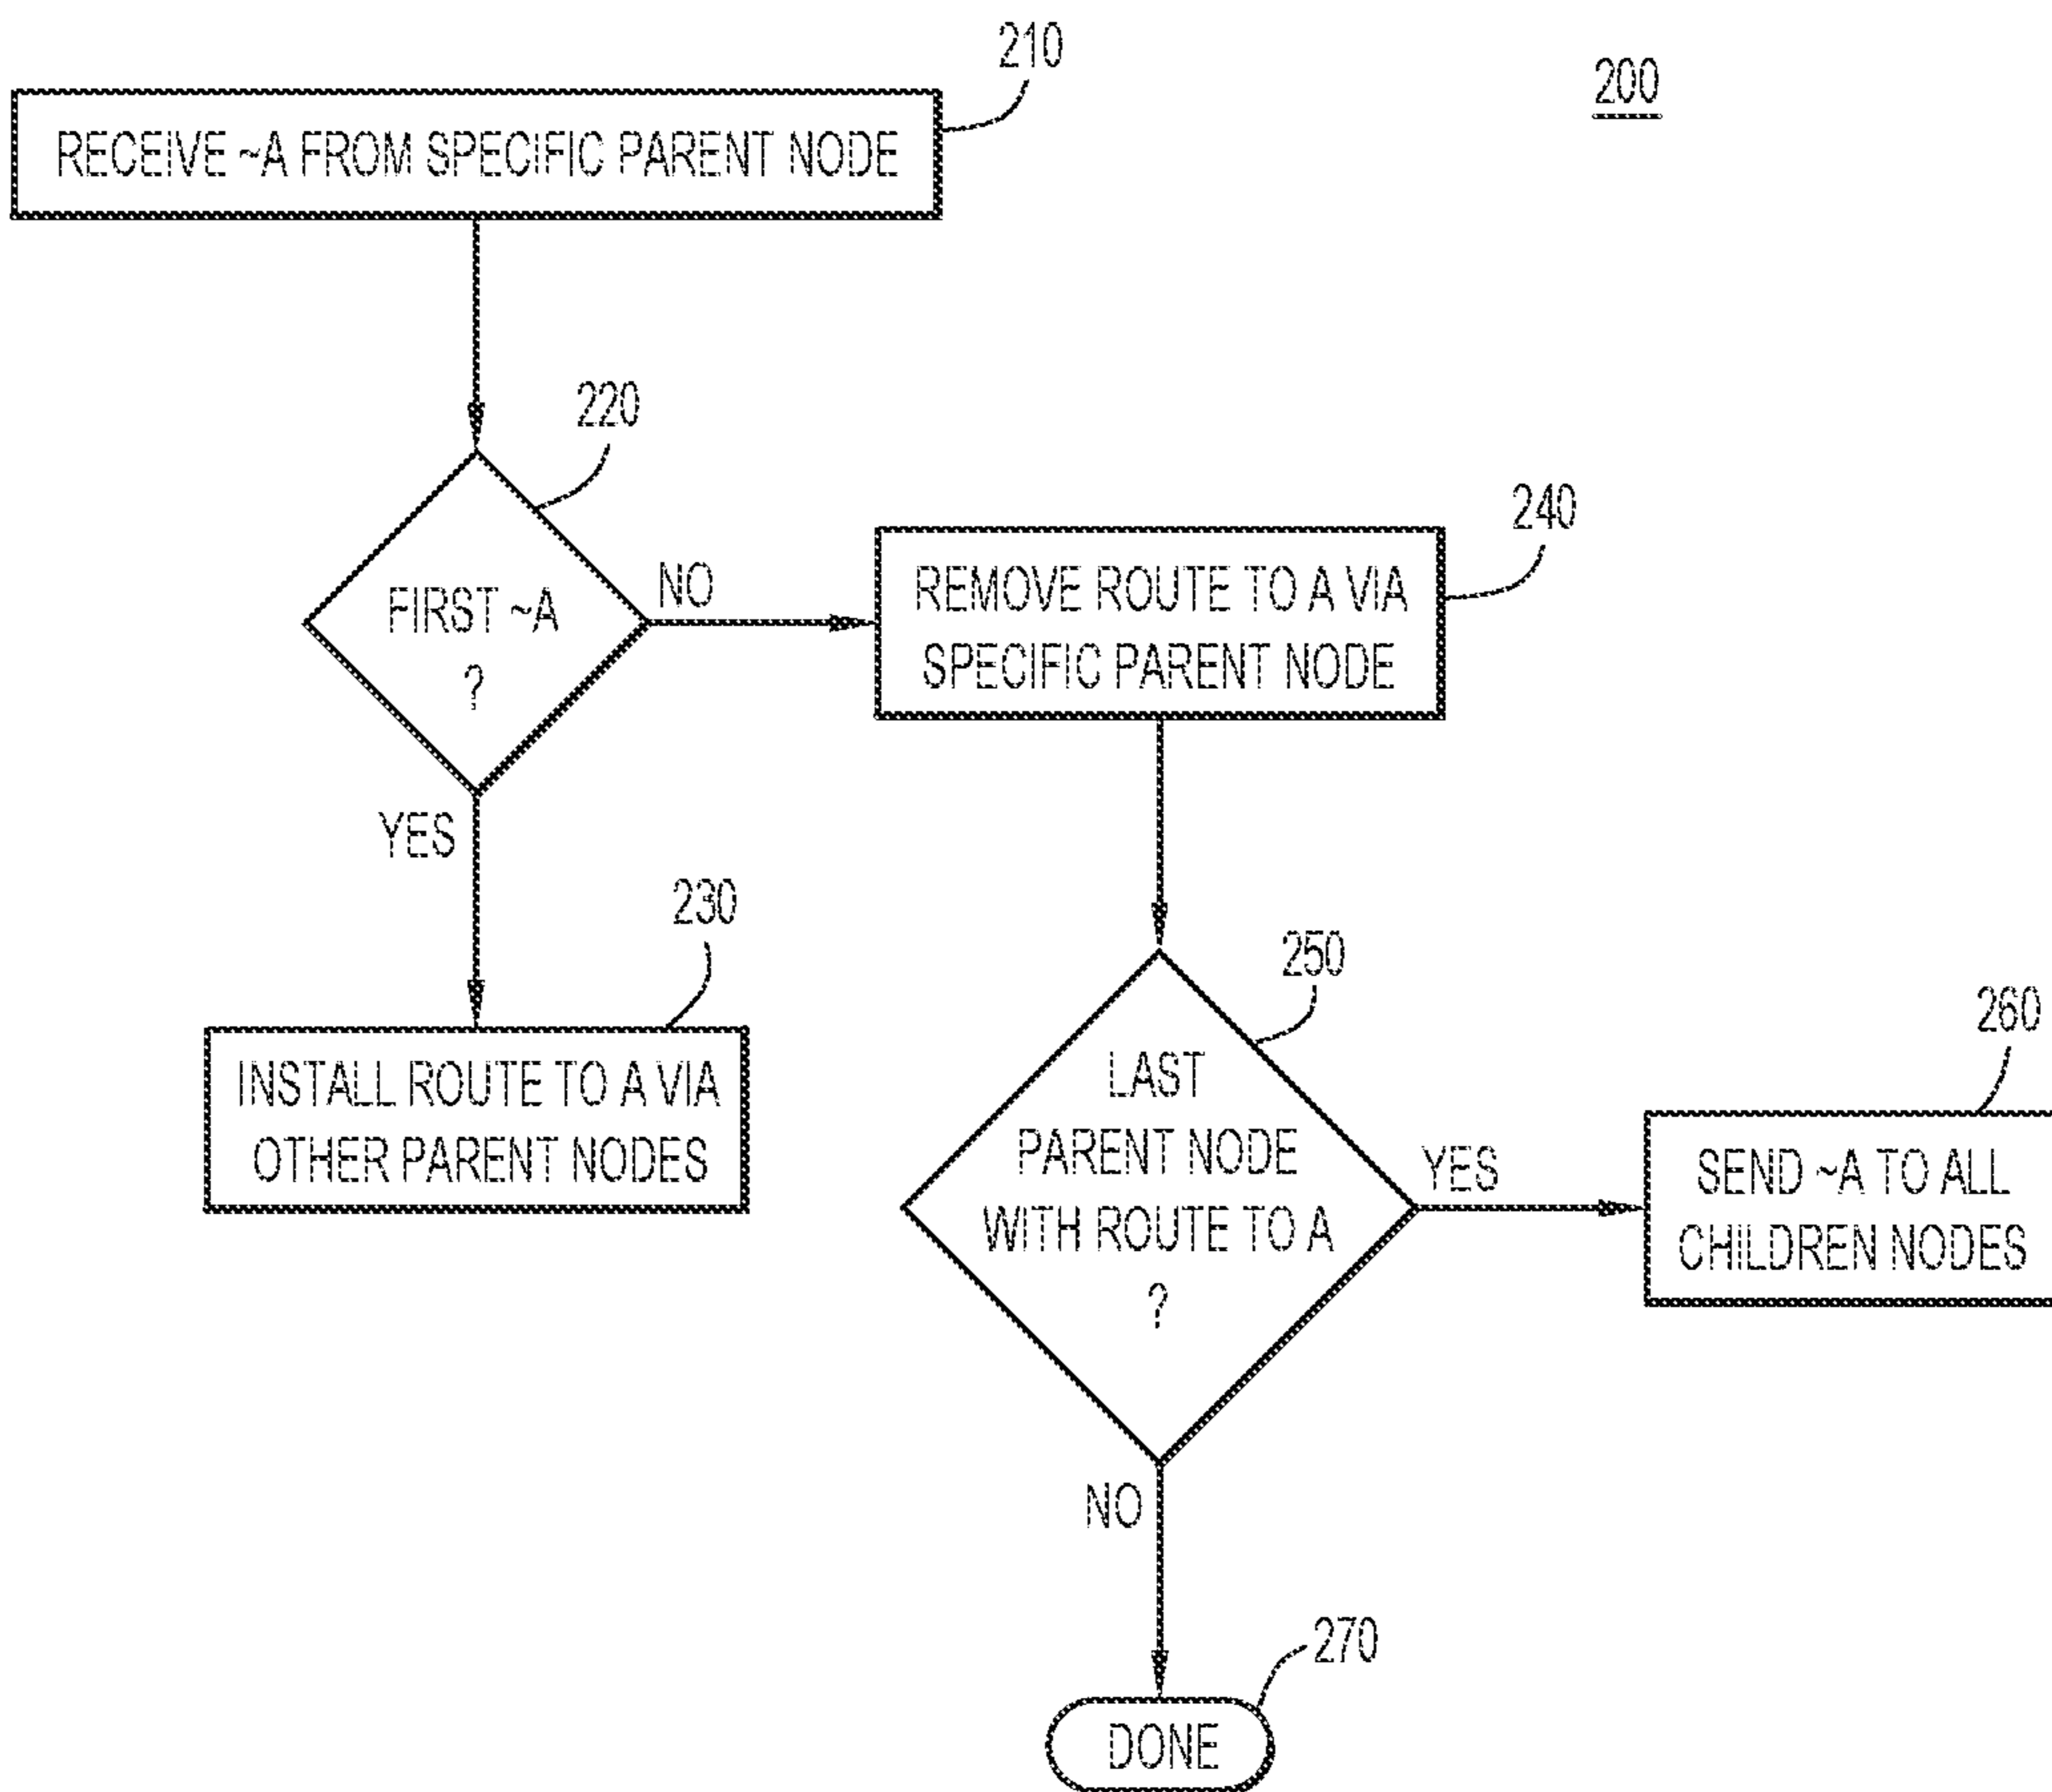 210
200
RECEIVE ~A FROM SPECIFIC PARENT NODE
220
FIRST ~A
?
NO
YES
240
REMOVE ROUTE TO A VIA
SPECIFIC PARENT NODE
230
INSTALL ROUTE TO A VIA
OTHER PARENT NODES
250
LAST
PARENT NODE
WITH ROUTE TO A
?
YES
NO
260
SEND ~A TO ALL
CHILDREN NODES
270
DONE